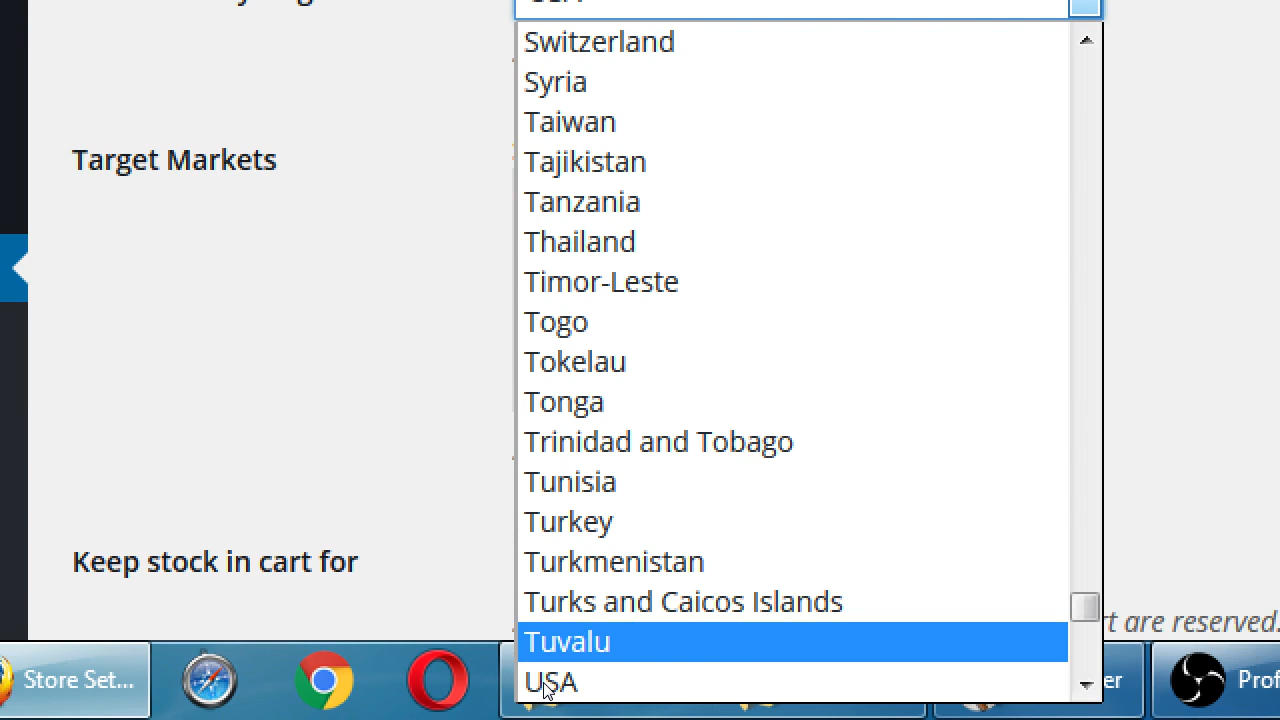 Switzerland
Syria
Taiwan
Target Markets
Tajikistan
Tanzania
Thailand
Timor-Leste
Togo
Tokelau
Tonga
Trinidad and Tobago
Tunisia
Turkey
Keep stock in cart for
Turkmenistan
Turks and Caicos Islands
rt are reserved.
Tuvalu
Store Set...
USA
er
Prof